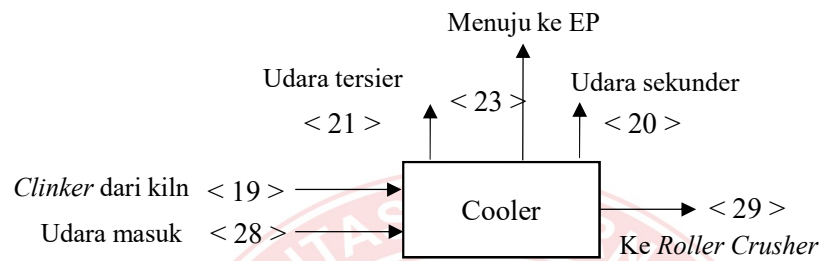 Menuju ke EP
Udara tersier
< 23 >
Udara sekunder
< 21 >
< 20 >
Clinker dari kiln < 19 >
Cooler
< 29 >
Udara masuk < 28 >
Ke Roller Crusher